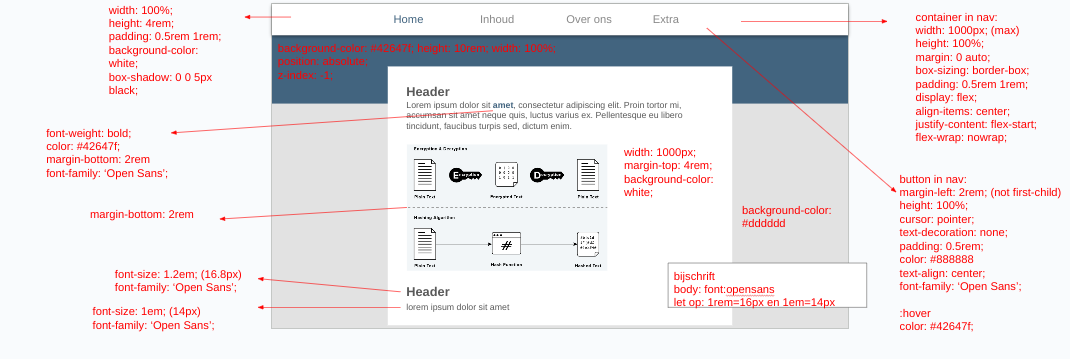 width: 100%;
height: 4rem;
padding: 0.5rem 1rem;
background-color:
white;
box-shadow: 0 0 5px
black;
Home
Inhoud
Over ons
Extra
container in nav:
width: 1000px; (max)
height: 100%;
margin: 0 auto;
box-sizing: border-box;
padding: 0.5rem 1rem;
display: flex;
align-items: center;
justify-content: flex-start;
flex-wrap: nowrap;
background-color: #42647f; height: 16rem; width: 100%;
position: absolute;
z-index: -1;
Header
Lorem ipsum dolor sit amet, consectetur adipiscing elit. Proin tortor mi,
accumsan sit amet neque quis, luctus varius ex. Pellentesque eu libero
tincidunt, faucibus turpis sed, dictum enim.
font-weight: bold;
color: #42647f;
margin-bottom: 2rem
font-family: ‘Open Sans’;
Encryption & Decryption
Encryption
Decryption
Plain Text
Encrypted Text
Plain Text
width: 1000px;
margin-top: 4rem;
background-color:
white;
button in nav:
margin-left: 2rem; (not first-child)
height: 100%;
cursor: pointer;
text-decoration: none;
padding: 0.5rem;
color: #888888
text-align: center;
font-family: ‘Open Sans’;
:hover
color: #42647f;
margin-bottom: 2rem
background-color:
#dddddd
Hashing Algorithm
#
Plain Text
Hash Function
Hashed Text
font-size: 1.2em; (16.8px)
font-family: ‘Open Sans’;
Header
bijschrift
body: font:opensans
let op: 1rem=16px en 1em=14px
font-size: 1em; (14px)
font-family: ‘Open Sans’;
lorem ipsum dolor sit amet